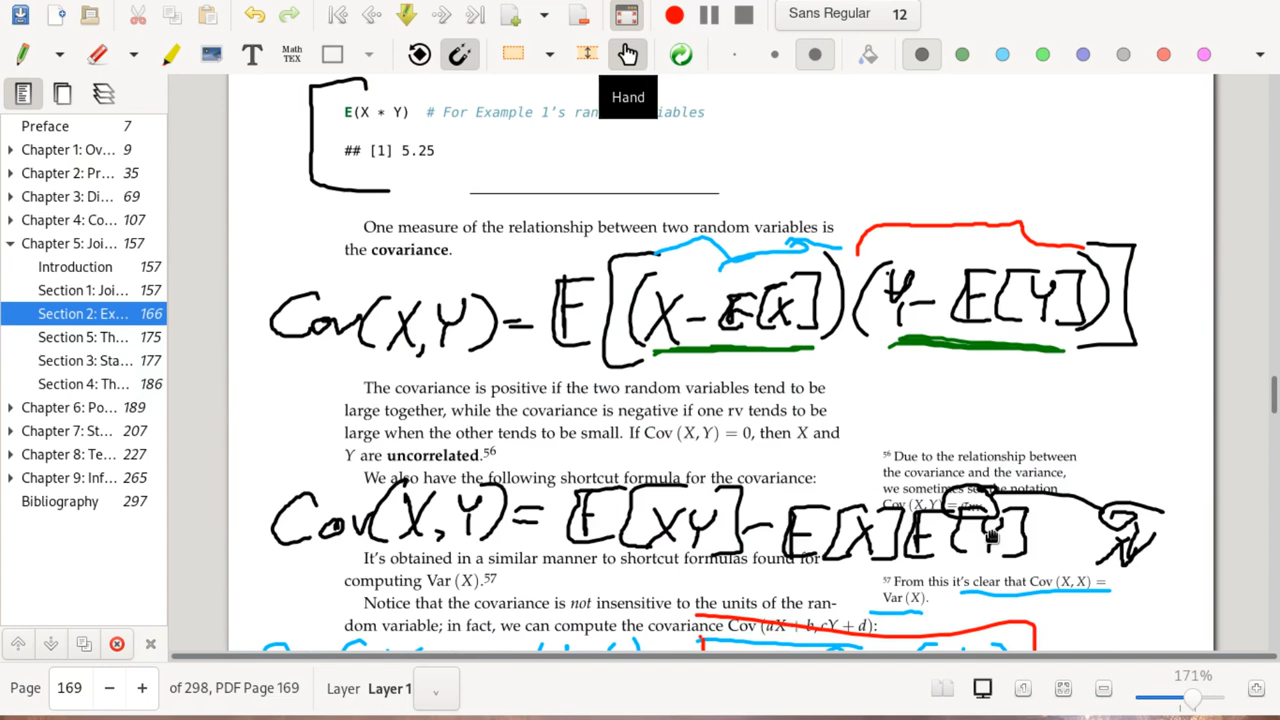 Sans Regular 12
Math
TEX
Hand
Preface 7
Chapter 1: Ov... 9
Chapter 2: Pr... 35
Chapter 3: Di... 69
Chapter 4: Co... 107
Chapter 5: Joi... 157
Introduction 157
Section 1: Joi... 157
Section 2: Ex... 166
Section 5: Th... 175
Section 3: Sta... 177
Section 4: Th... 186
Chapter 6: Po... 189
Chapter 7: St... 207
Chapter 8: Te... 227
Chapter 9: Inf... 265
Bibliography 297
E(X * Y) # For Example 1's ran
## [1] 5.25
One measure of the relationship between two random variables is
the covariance.
Cov(X,Y) = E[(X - E[X])(Y - E[Y])]
The covariance is positive if the two random variables tend to be
large together, while the covariance is negative if one rv tends to be
large when the other tends to be small. If Cov (X, Y) = 0, then X and
Y are uncorrelated.⁵⁶
We also have the following shortcut formula for the covariance:
Cov(X,Y) = E[XY] - E[X]E[Y]
It's obtained in a similar manner to shortcut formulas found for
computing Var (X).⁵⁷
Notice that the covariance is not insensitive to the units of the ran-
dom variable; in fact, we can compute the covariance Cov (aX + b, cY + d):
⁵⁶ Due to the relationship between
the covariance and the variance,
we sometimes see the notation
Cov (X, Y) =
⁵⁷ From this it's clear that Cov (X, X) =
Var (X).
Page 169 of 298, PDF Page 169
Layer Layer 1
171%